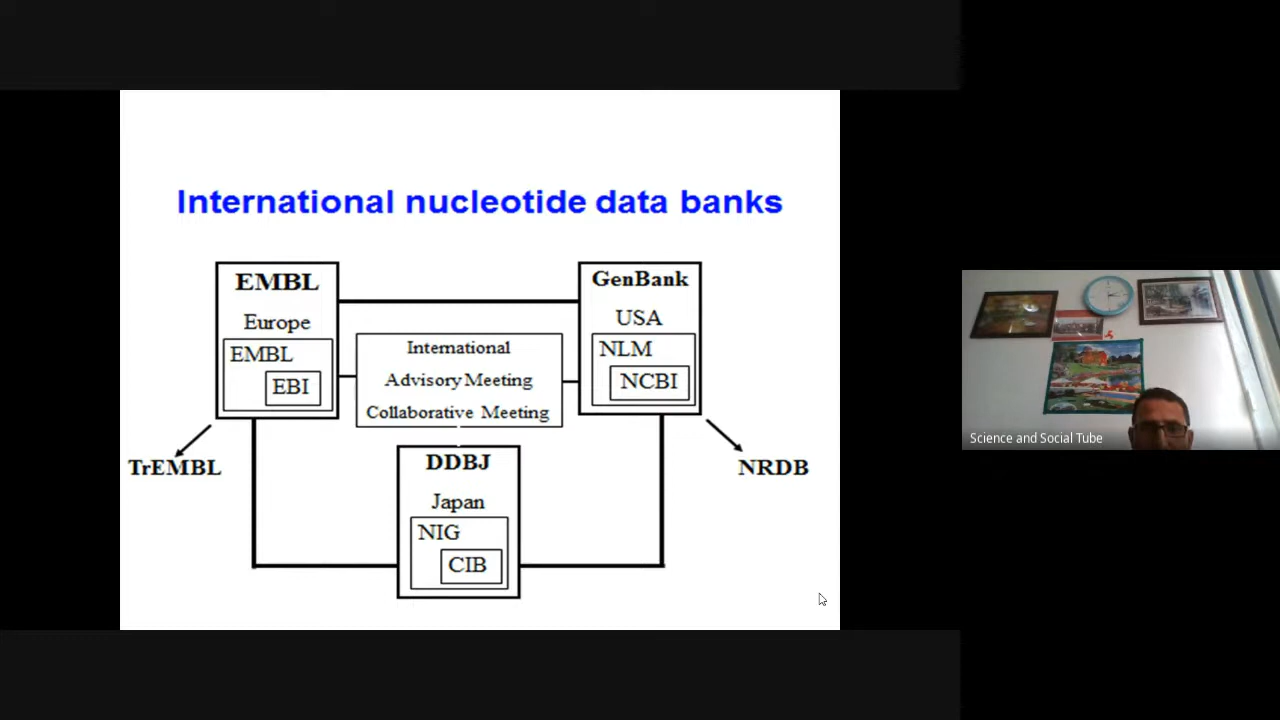 International nucleotide data banks
EMBL
Europe
EMBL
EBI
International
Advisory Meeting
Collaborative Meeting
GenBank
USA
NLM
NCBI
TrEMBL
DDBJ
Japan
NIG
CIB
NRDB
Science and Social Tube